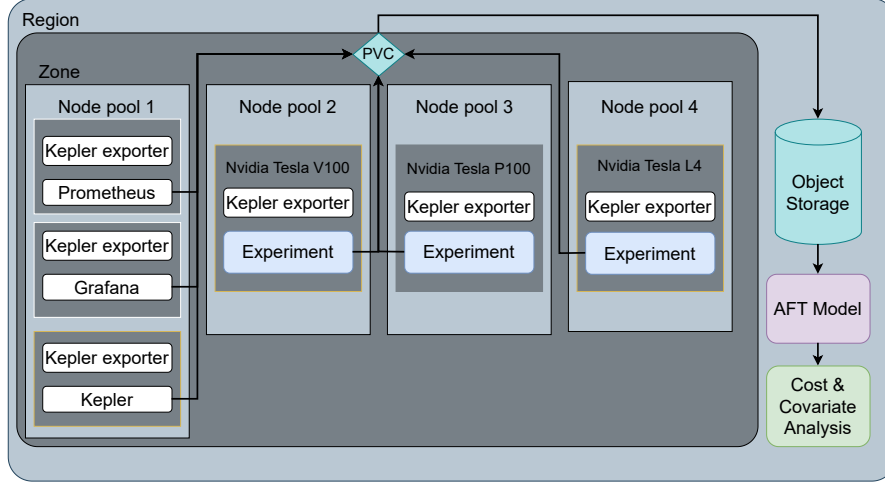 Region
PVC
Zone
Node pool 1
Kepler exporter
Prometheus
Kepler exporter
Grafana
Kepler exporter
Kepler
Node pool 2
Nvidia Tesla V100
Kepler exporter
Experiment
Node pool 3
Nvidia Tesla P100
Kepler exporter
Experiment
Node pool 4
Nvidia Tesla L4
Kepler exporter
Experiment
Object
Storage
AFT Model
Cost &
Covariate
Analysis